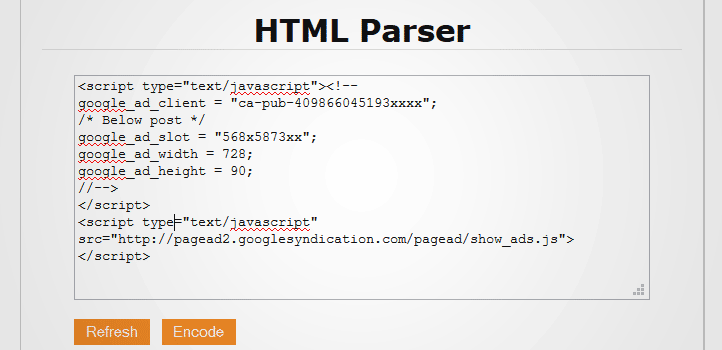 HTML Parser
<script type="text/javascript"><!--
google_ad_client = "ca-pub-409866045193xxxx";
/* Below post */
google_ad_slot = "568x5873xx";
google_ad_width = 728;
google_ad_height = 90;
//-->
</script>
<script type="text/javascript"
src="http://pagead2.googlesyndication.com/pagead/show_ads.js">
</script>
Refresh Encode